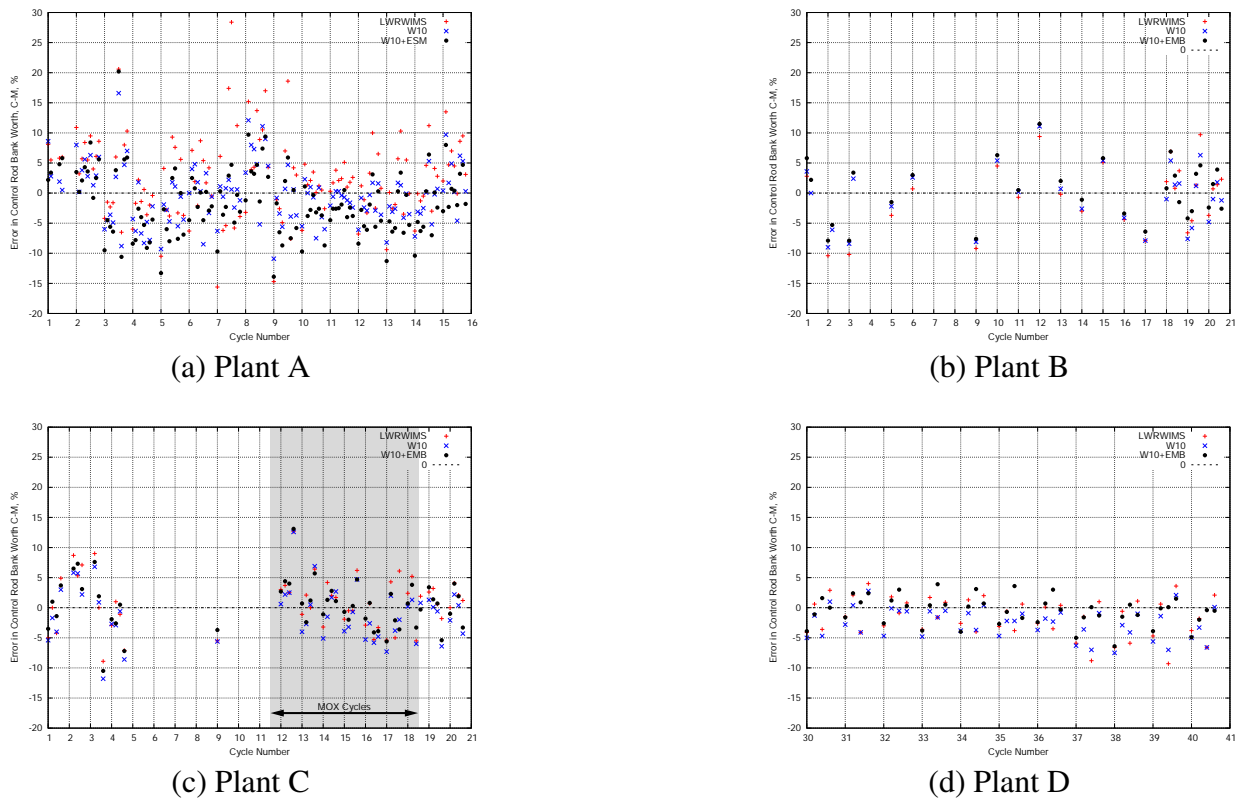 30
25
20
15
10
5
0
-5
-10
-15
-20
Error in Control Rod Bank Worth, C-M, %
LWRWIMS
W10
W10+ESM
1 2 3 4 5 6 7 8 9 10 11 12 13 14 15 16
Cycle Number
(a) Plant A
30
25
20
15
10
5
0
-5
-10
-15
-20
Error in Control Rod Bank Worth C-M, %
LWRWIMS
W10
W10+EMB
0
1 2 3 4 5 6 7 8 9 10 11 12 13 14 15 16 17 18 19 20 21
Cycle Number
(b) Plant B
30
25
20
15
10
5
0
-5
-10
-15
-20
Error in Control Rod Bank Worth C-M, %
LWRWIMS
W10
W10+EMB
0
MOX Cycles
1 2 3 4 5 6 7 8 9 10 11 12 13 14 15 16 17 18 19 20 21
Cycle Number
(c) Plant C
30
25
20
15
10
5
0
-5
-10
-15
-20
Error in Control Rod Bank Worth C-M, %
LWRWIMS
W10
W10+EMB
0
30 31 32 33 34 35 36 37 38 39 40 41
Cycle Number
(d) Plant D